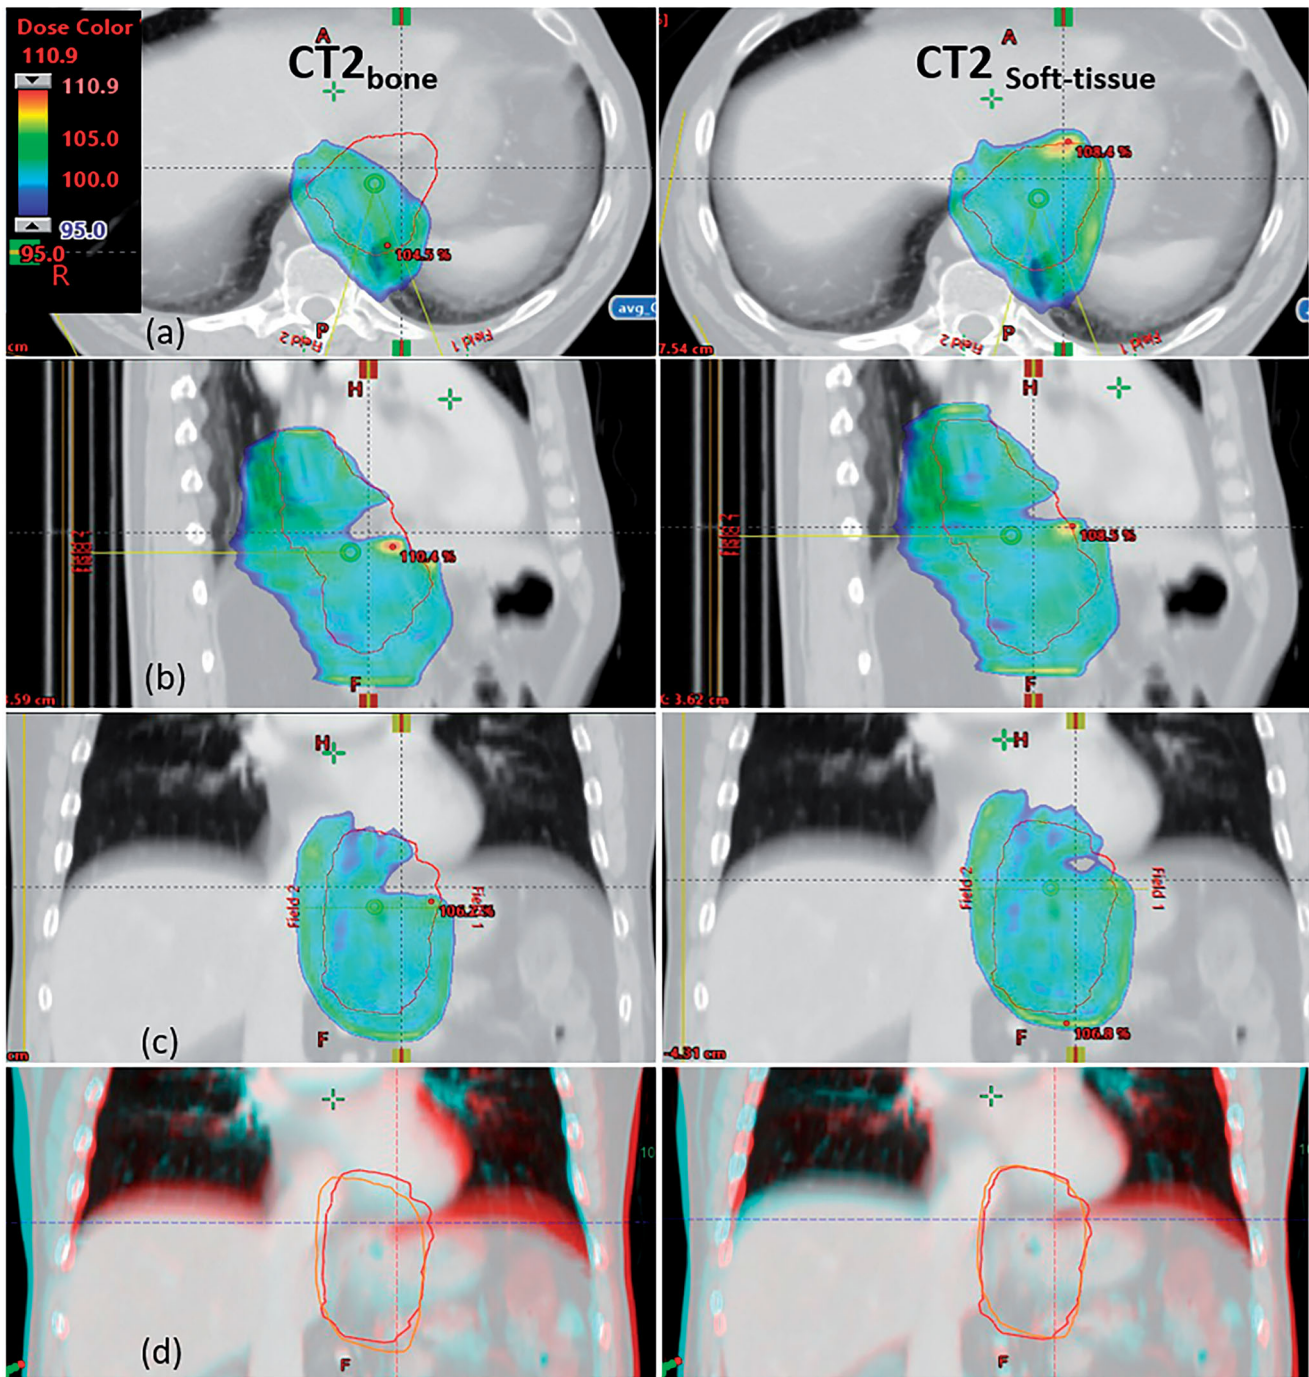 Dose Color
110.9
110.9
105.0
100.0
95.0
95.0
R
A
CT2bone
104.5 %
avg_
P
Field 2
Field 1
(a)
cm
A
CT2 Soft-tissue
108.4 %
Field 2
P
Field 1
7.54 cm
H
110.4 %
(b)
F
.59 cm
H
108.5 %
F
: 3.62 cm
H
Field 2
106.2 %
1
(c)
F
cm
H
Field 2
Field 1
106.8 %
F
-4.31 cm
10
(d)
F
F